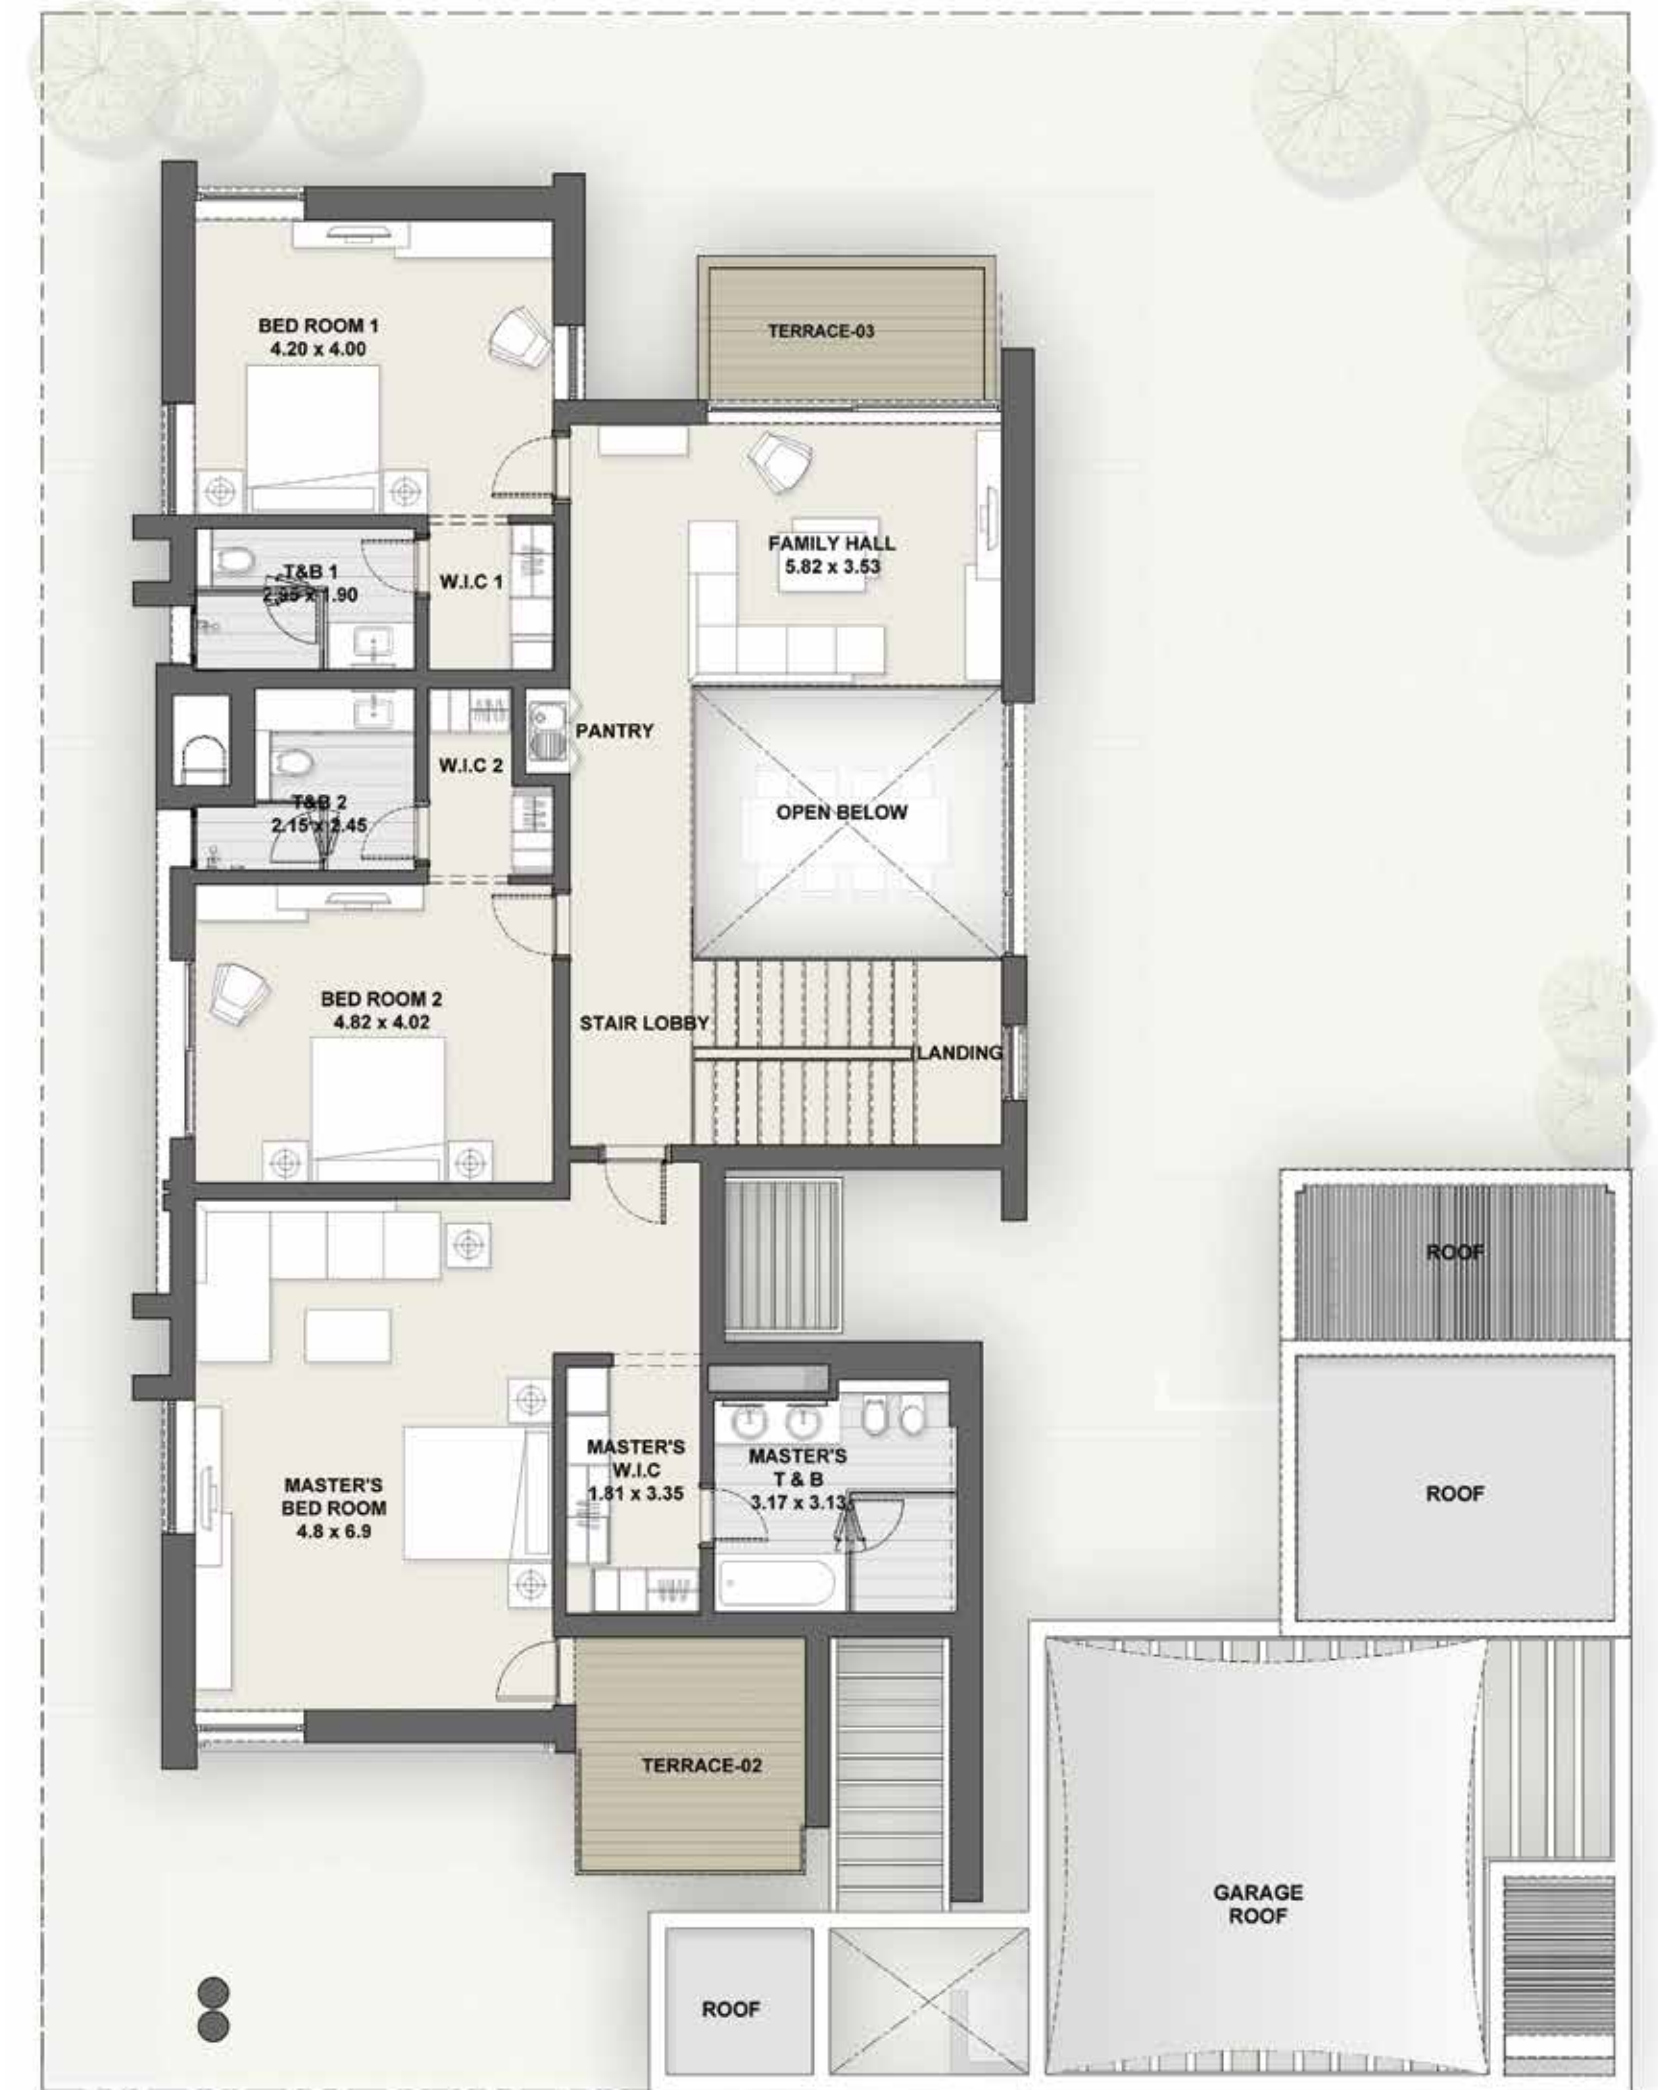 BED ROOM 1
4.20 x 4.00
TERRACE-03
FAMILY HALL
5.82 x 3.53
T&B 1
2.95 x 1.90
W.I.C 1
PANTRY
W.I.C 2
T&B 2
2.15 x 2.45
OPEN BELOW
BED ROOM 2
4.82 x 4.02
STAIR LOBBY
LANDING
ROOF
MASTER'S
W.I.C
1.81 x 3.35
MASTER'S
T & B
3.17 x 3.13
MASTER'S
BED ROOM
4.8 x 6.9
ROOF
TERRACE-02
GARAGE
ROOF
ROOF